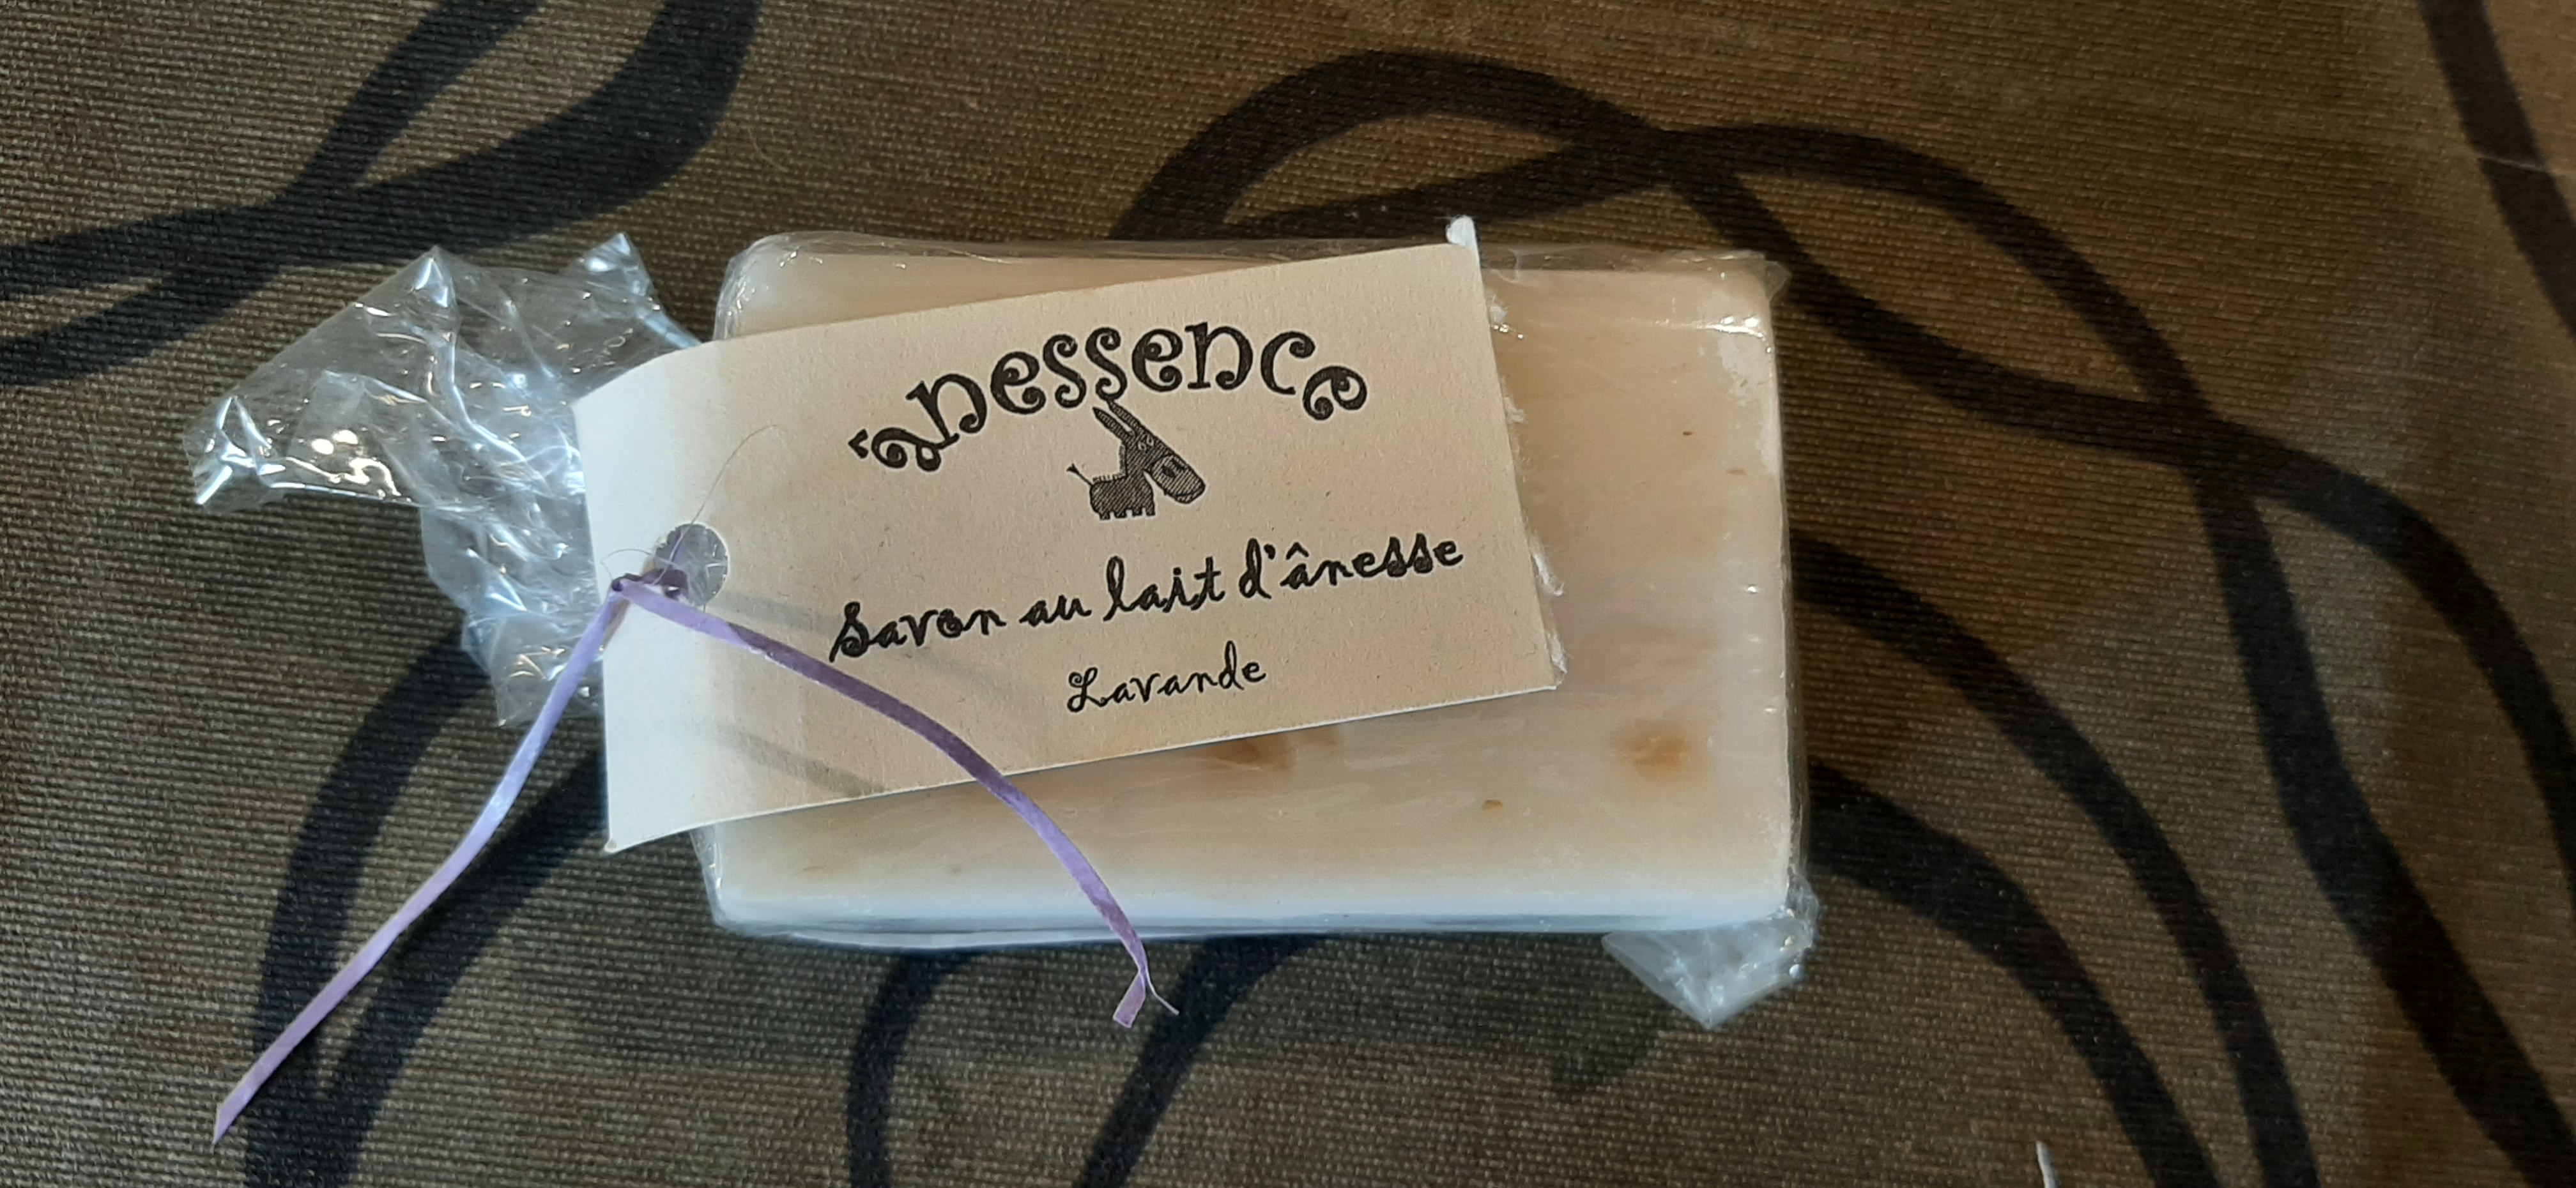 ânessence
Savon au lait d'ânesse
Lavande